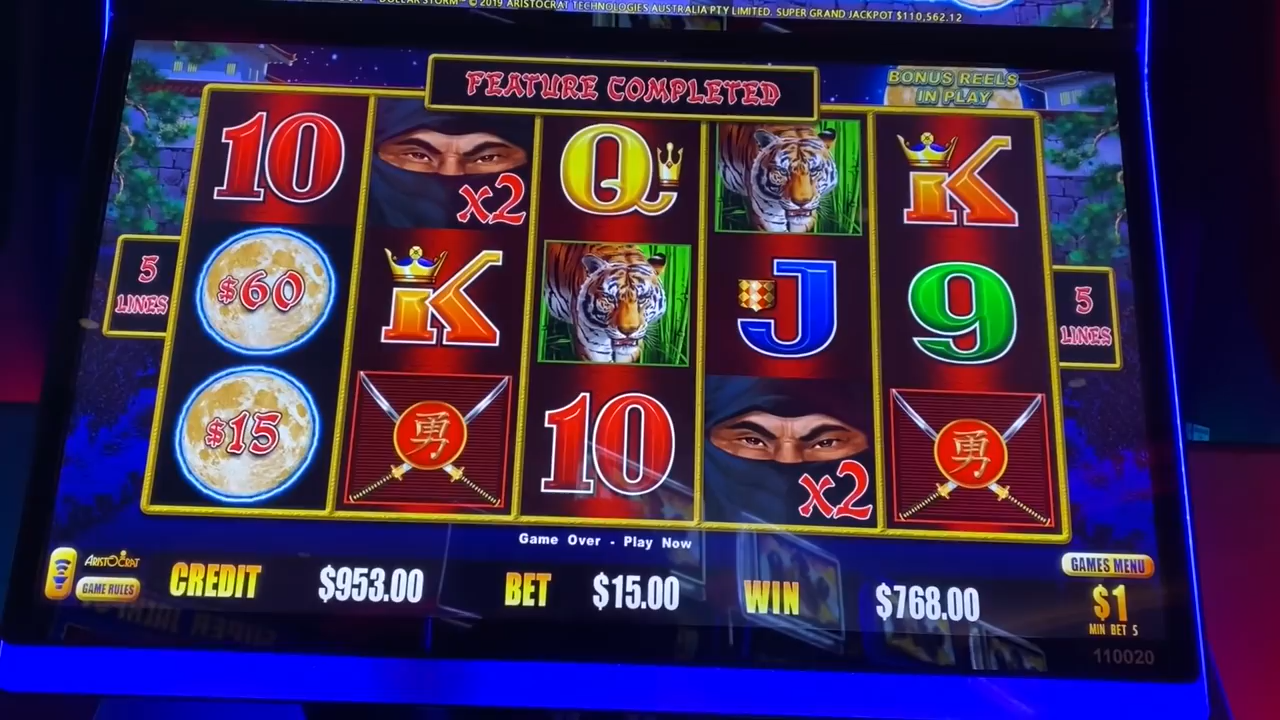 DOLLAR STORM™ © 2019 ARISTOCRAT TECHNOLOGIES AUSTRALIA PTY LIMITED. SUPER GRAND JACKPOT $110,562.12
FEATURE COMPLETED
BONUS REELS
IN PLAY
10
x2
Q
K
5
LINES
$60
K
J
9
5
LINES
$15
勇
10
x2
勇
Game Over - Play Now
ARISTOCRAT
GAME RULES
CREDIT $953.00 BET $15.00 WIN $768.00
GAMES MENU
$1
MIN BET 5
110020